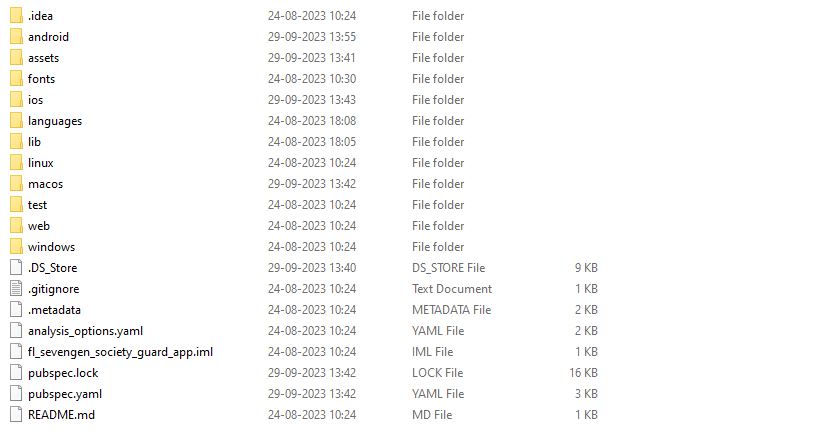 .idea 24-08-2023 10:24 File folder
android 29-09-2023 13:55 File folder
assets 29-09-2023 13:41 File folder
fonts 24-08-2023 10:30 File folder
ios 29-09-2023 13:43 File folder
languages 24-08-2023 18:08 File folder
lib 24-08-2023 18:05 File folder
linux 24-08-2023 10:24 File folder
macos 29-09-2023 13:42 File folder
test 24-08-2023 10:24 File folder
web 24-08-2023 10:24 File folder
windows 24-08-2023 10:24 File folder
.DS_Store 29-09-2023 13:40 DS_STORE File 9 KB
.gitignore 24-08-2023 10:24 Text Document 1 KB
.metadata 24-08-2023 10:24 METADATA File 2 KB
analysis_options.yaml 24-08-2023 10:24 YAML File 2 KB
fl_sevengen_society_guard_app.iml 24-08-2023 10:24 IML File 1 KB
pubspec.lock 29-09-2023 13:42 LOCK File 16 KB
pubspec.yaml 29-09-2023 13:42 YAML File 3 KB
README.md 24-08-2023 10:24 MD File 1 KB